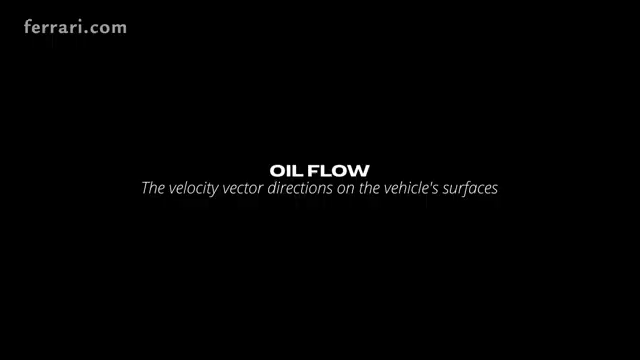 ferrari.com
OIL FLOW
The velocity vector directions on the vehicle's surfaces